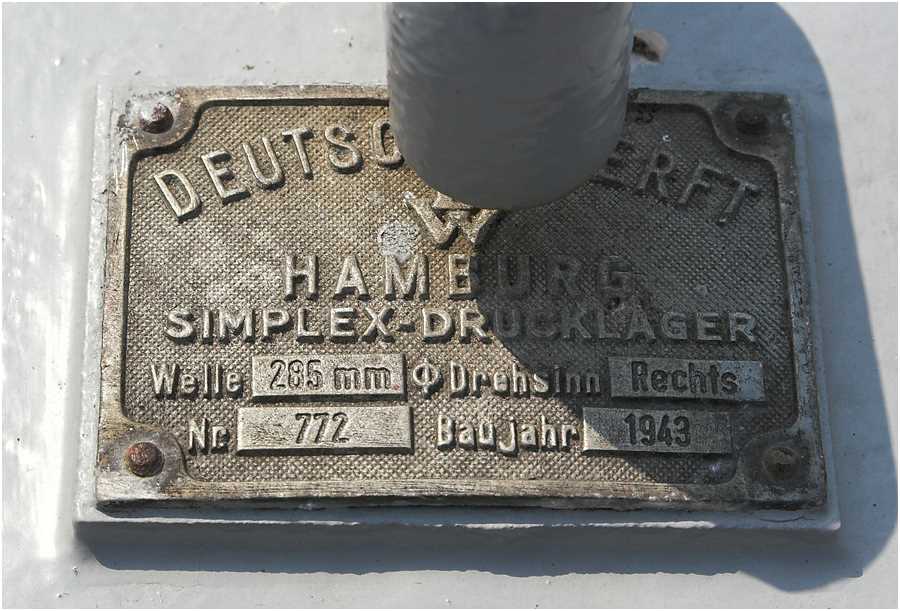 DEUTSC ERFT
W
HAMBURG
SIMPLEX-DRUCKLAGER
Welle 285 mm Φ Drehsinn Rechts
Nr. 772 Baujahr 1943